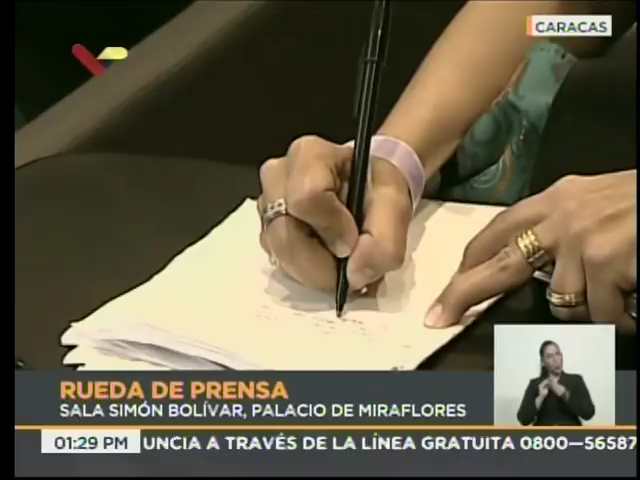 CARACAS
RUEDA DE PRENSA
SALA SIMÓN BOLÍVAR, PALACIO DE MIRAFLORES
01:29 PM UNCIA A TRAVÉS DE LA LÍNEA GRATUITA 0800—56587